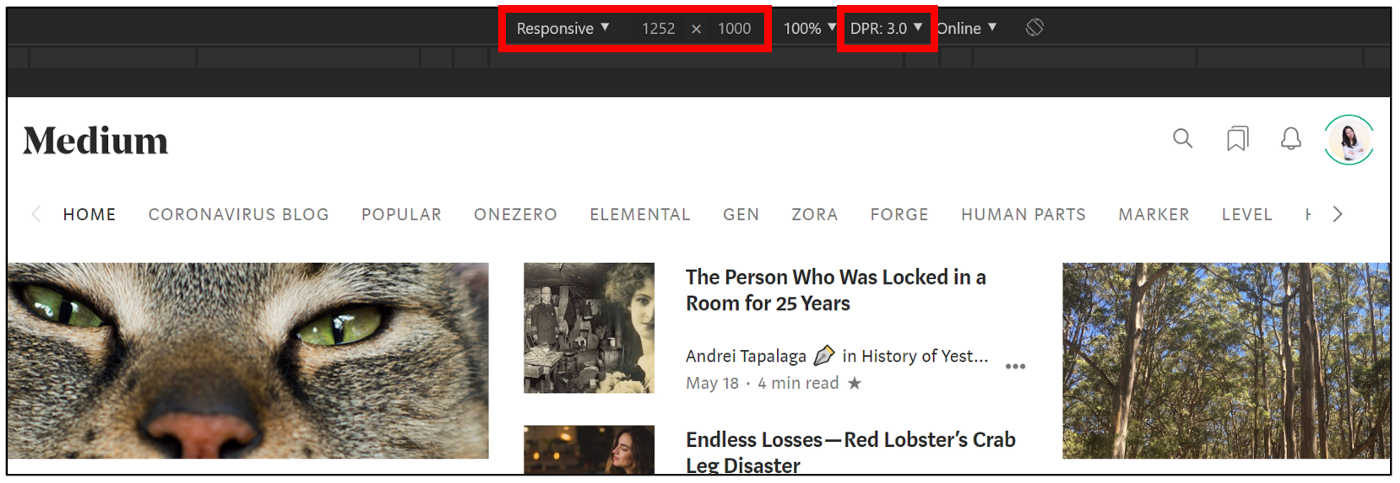 Responsive ▼ 1252 × 1000 100% ▼ DPR: 3.0 ▼ Online ▼
Medium
HOME CORONAVIRUS BLOG POPULAR ONEZERO ELEMENTAL GEN ZORA FORGE HUMAN PARTS MARKER LEVEL
The Person Who Was Locked in a
Room for 25 Years
Andrei Tapalaga 🖋 in History of Yest...
May 18 · 4 min read ★
Endless Losses—Red Lobster’s Crab
Leg Disaster